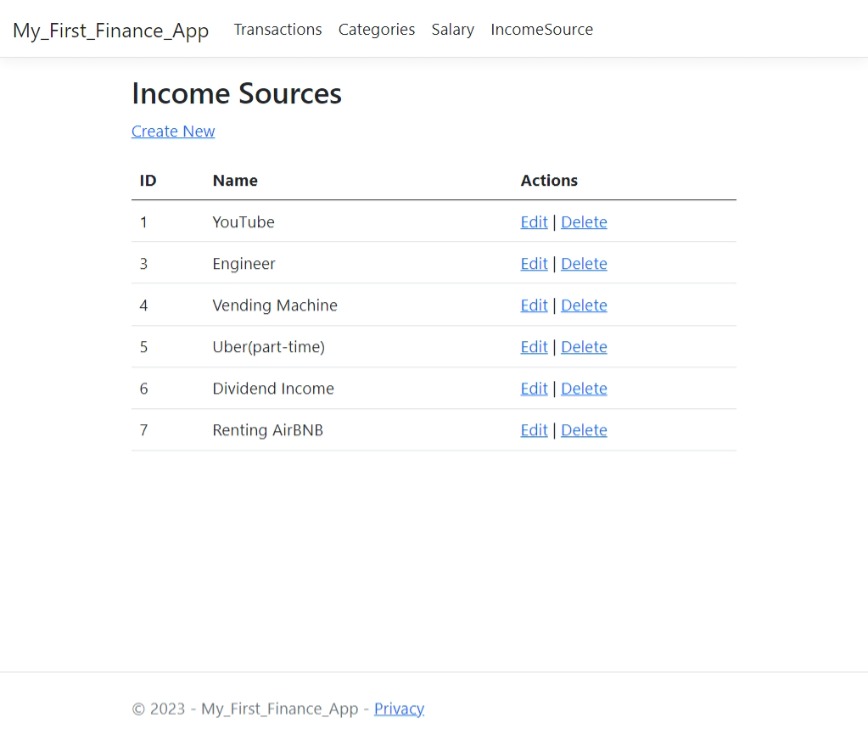 My_First_Finance_App Transactions Categories Salary IncomeSource
Income Sources
Create New
ID Name Actions
1 YouTube Edit | Delete
3 Engineer Edit | Delete
4 Vending Machine Edit | Delete
5 Uber(part-time) Edit | Delete
6 Dividend Income Edit | Delete
7 Renting AirBNB Edit | Delete
© 2023 - My_First_Finance_App - Privacy